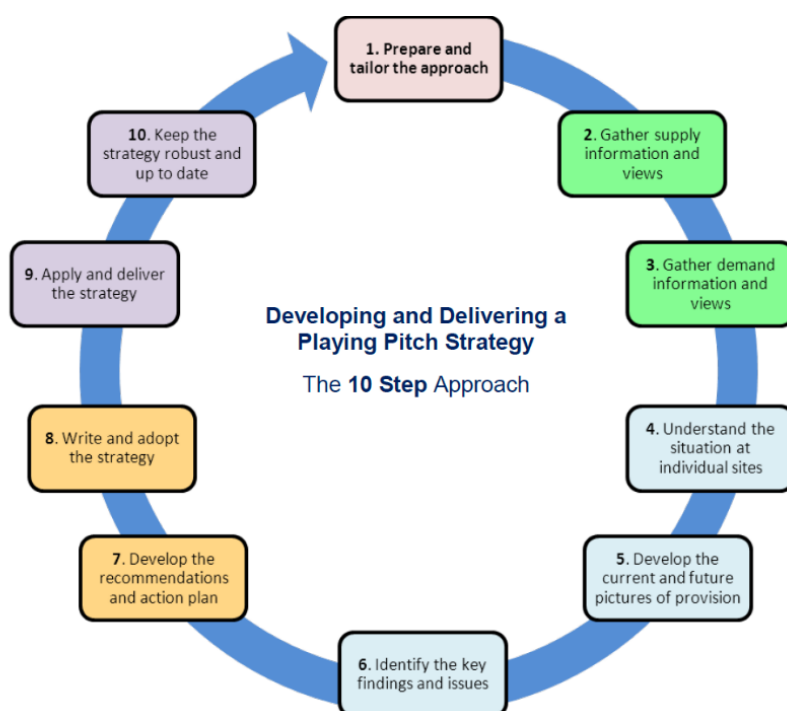 1. Prepare and
tailor the approach
2. Gather supply
information and
views
3. Gather demand
information and
views
4. Understand the
situation at
individual sites
5. Develop the
current and future
pictures of provision
6. Identify the key
findings and issues
7. Develop the
recommendations
and action plan
8. Write and adopt
the strategy
9. Apply and deliver
the strategy
10. Keep the
strategy robust and
up to date
Developing and Delivering a
Playing Pitch Strategy
The 10 Step Approach